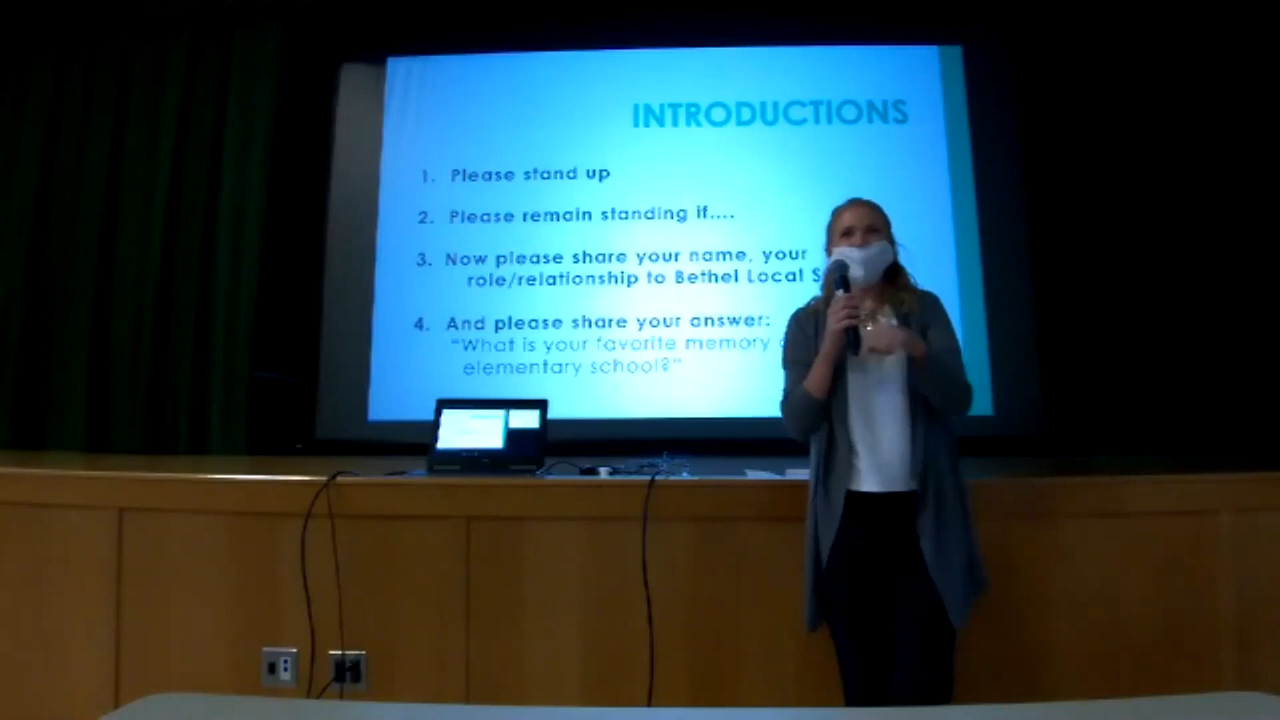 INTRODUCTIONS
1. Please stand up
2. Please remain standing if....
3. Now please share your name, your
role/relationship to Bethel Local
4. And please share your answer:
"What is your favorite memory
elementary school?"